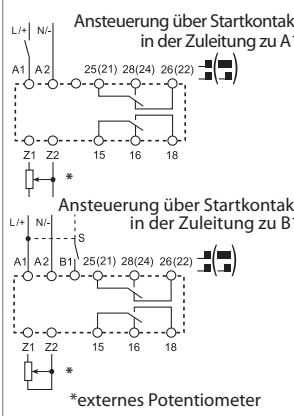 Ansteuerung über Startkontak
in der Zuleitung zu A1
L/+ N/-
A1 A2 25(21) 28(24) 26(22)
Z1 Z2 15 16 18
*
Ansteuerung über Startkontak
in der Zuleitung zu B1
L/+ N/-
S
A1 A2 B1 25(21) 28(24) 26(22)
Z1 Z2 15 16 18
*
*externes Potentiometer